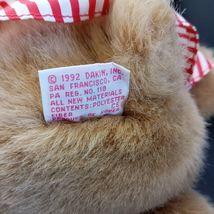 © 1992 DAKIN, INC.
SAN FRANCISCO, CA
PA REG. NO. 118
ALL NEW MATERIALS
CONTENTS: POLYESTER
FIBER